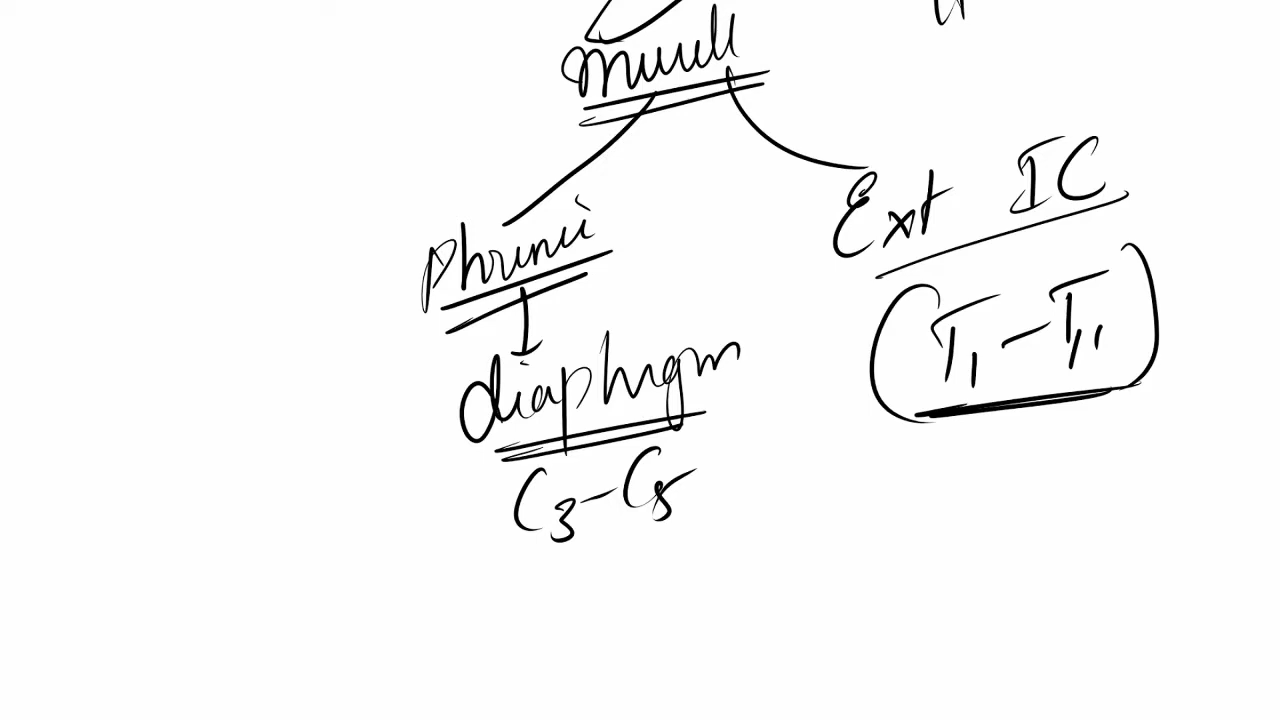 Muscle
Phrenic
Ext IC
(T1 – T11)
diaphragm
C3 – C5